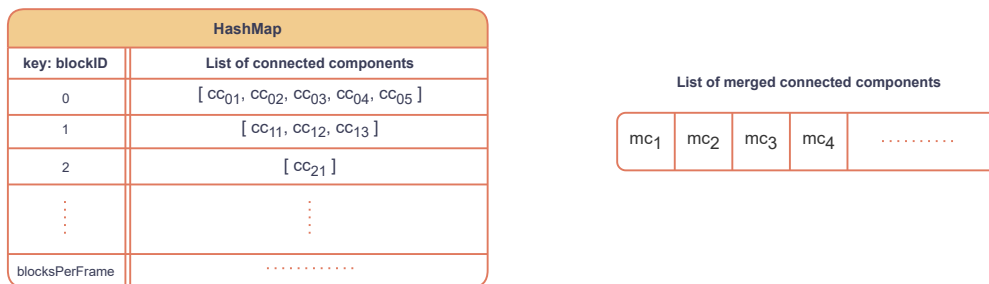 HashMap
key: blockID List of connected components
0 [ cc01, cc02, cc03, cc04, cc05 ]
1 [ cc11, cc12, cc13 ]
2 [ cc21 ]
blocksPerFrame ............
List of merged connected components
mc1 mc2 mc3 mc4 ..........